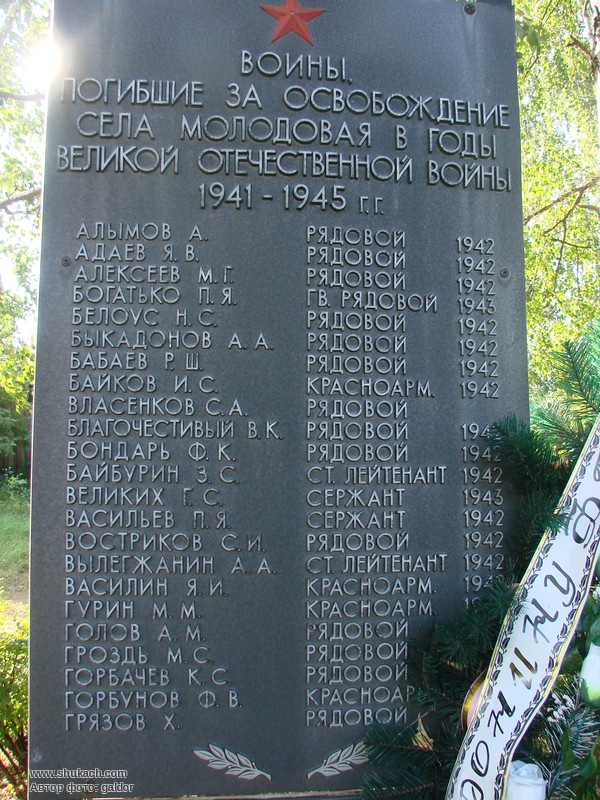 ВОИНЫ,
ПОГИБШИЕ ЗА ОСВОБОЖДЕНИЕ
СЕЛА МОЛОДОВАЯ В ГОДЫ
ВЕЛИКОЙ ОТЕЧЕСТВЕННОЙ ВОЙНЫ
1941 - 1945 Г.Г.
АЛЫМОВ А. РЯДОВОЙ 1942
АДАЕВ Я. В. РЯДОВОЙ 1942
АЛЕКСЕЕВ М. Г. РЯДОВОЙ 1942
БОГАТЬКО П. Я. ГВ. РЯДОВОЙ 1943
БЕЛОУС Н. С. РЯДОВОЙ 1942
БЫКАДОНОВ А. А. РЯДОВОЙ 1942
БАБАЕВ Р. Ш. РЯДОВОЙ 1942
БАЙКОВ И. С. КРАСНОАРМ. 1942
ВЛАСЕНКОВ С. А. РЯДОВОЙ
БЛАГОЧЕСТИВЫЙ В. К. РЯДОВОЙ
БОНДАРЬ Ф. К. РЯДОВОЙ 1942
БАЙБУРИН З. С. СТ. ЛЕЙТЕНАНТ 1942
ВЕЛИКИХ Г. С. СЕРЖАНТ 1943
ВАСИЛЬЕВ П. Я. СЕРЖАНТ 1942
ВОСТРИКОВ С. И. РЯДОВОЙ 1942
ВЫЛЕГЖАНИН А. А. СТ. ЛЕЙТЕНАНТ 1942
ВАСИЛИН Я. И. КРАСНОАРМ.
ГУРИН М. М. КРАСНОАРМ.
ГОЛОВ А. М. РЯДОВОЙ
ГРОЗДЬ М. С. РЯДОВОЙ
ГОРБАЧЕВ К. С. РЯДОВОЙ
ГОРБУНОВ Ф. В. КРАСНОАР
ГРЯЗОВ Х. РЯДОВОЙ
www.shukach.com
Автор фото: galdor